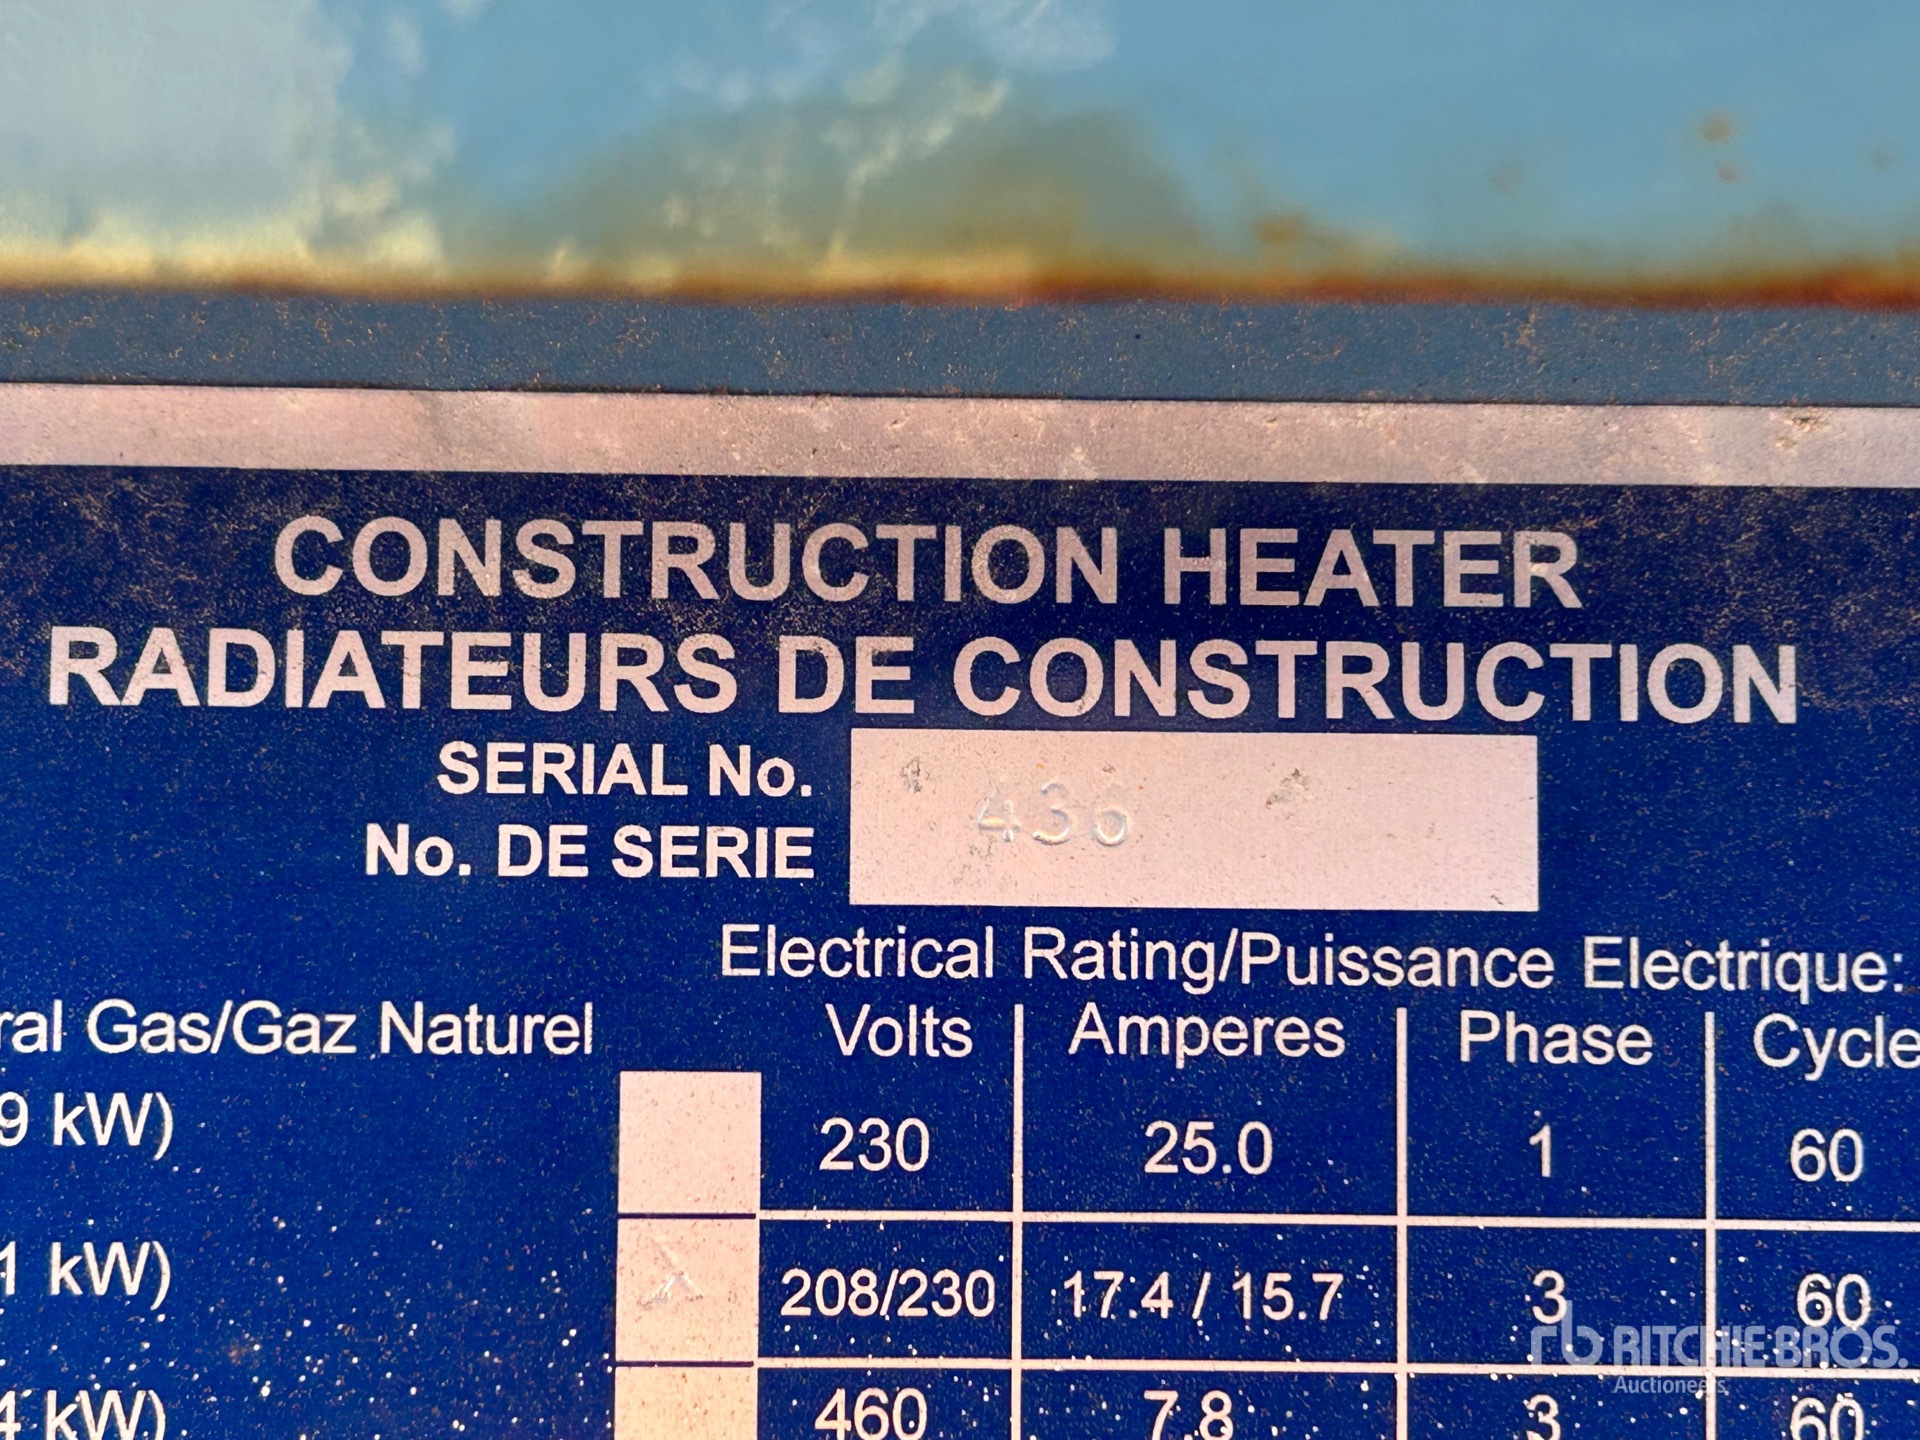 CONSTRUCTION HEATER
RADIATEURS DE CONSTRUCTION
SERIAL No.
No. DE SERIE
436
Electrical Rating/Puissance Electrique:
Gas/Gaz Naturel
Volts Amperes Phase Cycle
9 kW)
230 25.0 1 60
1 kW)
X 208/230 17.4 / 15.7 3 60
4 kW)
460 7.8 3 60
rb RITCHIE BROS.
Auctioneers